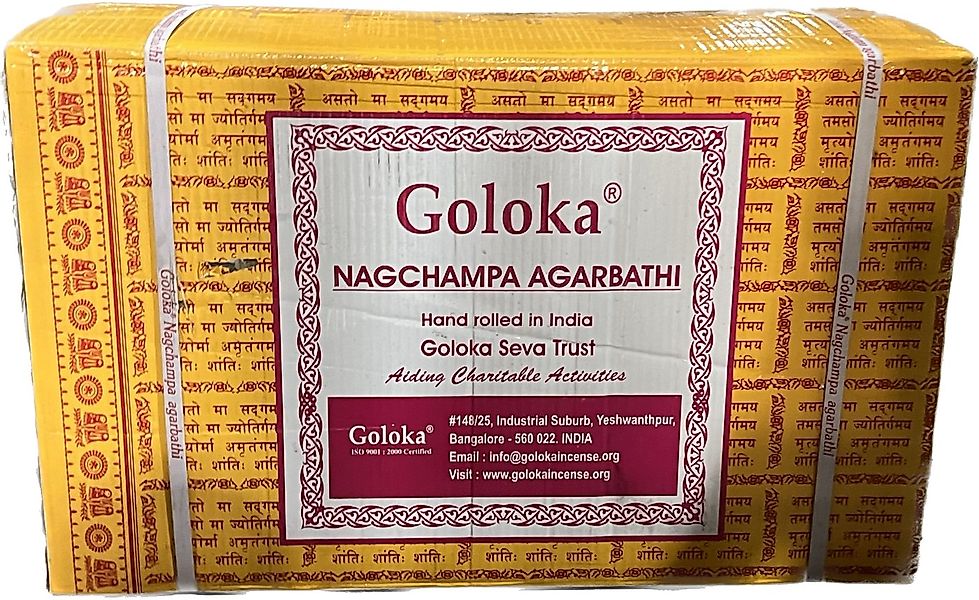 असतो मा सद्गमय
तमसो मा ज्योतिर्गमय
मृत्योर्मा अमृतंगमय
शांतिः शांतिः शांतिः
Goloka®
NAGCHAMPA AGARBATHI
Hand rolled in India
Goloka Seva Trust
Aiding Charitable Activities
Goloka®
ISO 9001 : 2000 Certified
#148/25, Industrial Suburb, Yeshwanthpur,
Bangalore - 560 022. INDIA
Email : info@golokaincense.org
Visit : www.golokaincense.org
Goloka® Nagchampa agarbathi
Goloka® Nagchampa agarbathi